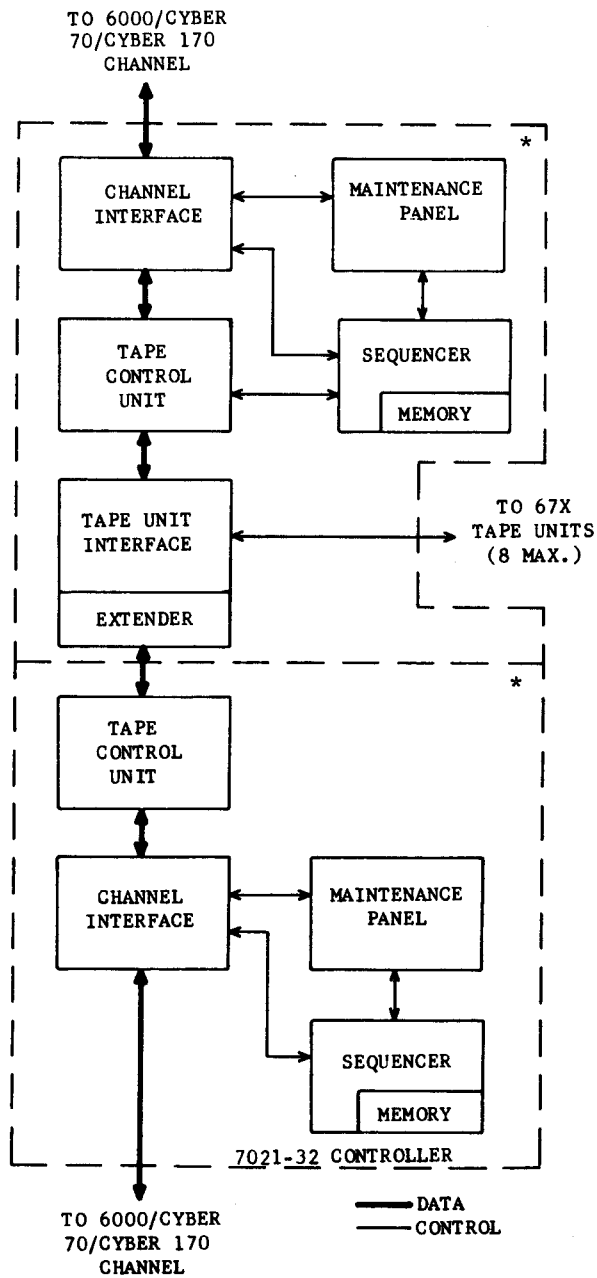 TO 6000/CYBER
70/CYBER 170
CHANNEL
*
CHANNEL
INTERFACE
MAINTENANCE
PANEL
TAPE
CONTROL
UNIT
SEQUENCER
MEMORY
TAPE UNIT
INTERFACE
TO 67X
TAPE UNITS
(8 MAX.)
EXTENDER
*
TAPE
CONTROL
UNIT
CHANNEL
INTERFACE
MAINTENANCE
PANEL
SEQUENCER
MEMORY
7021-32 CONTROLLER
TO 6000/CYBER
70/CYBER 170
CHANNEL
DATA
CONTROL